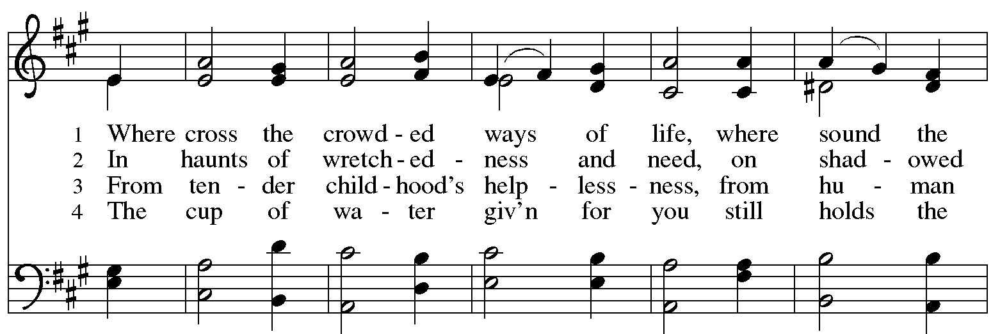 1 Where cross the crowd - ed ways of life, where sound the
2 In haunts of wretch - ed - ness and need, on shad - owed
3 From ten - der child - hood's help - less - ness, from hu - man
4 The cup of wa - ter giv'n for you still holds the